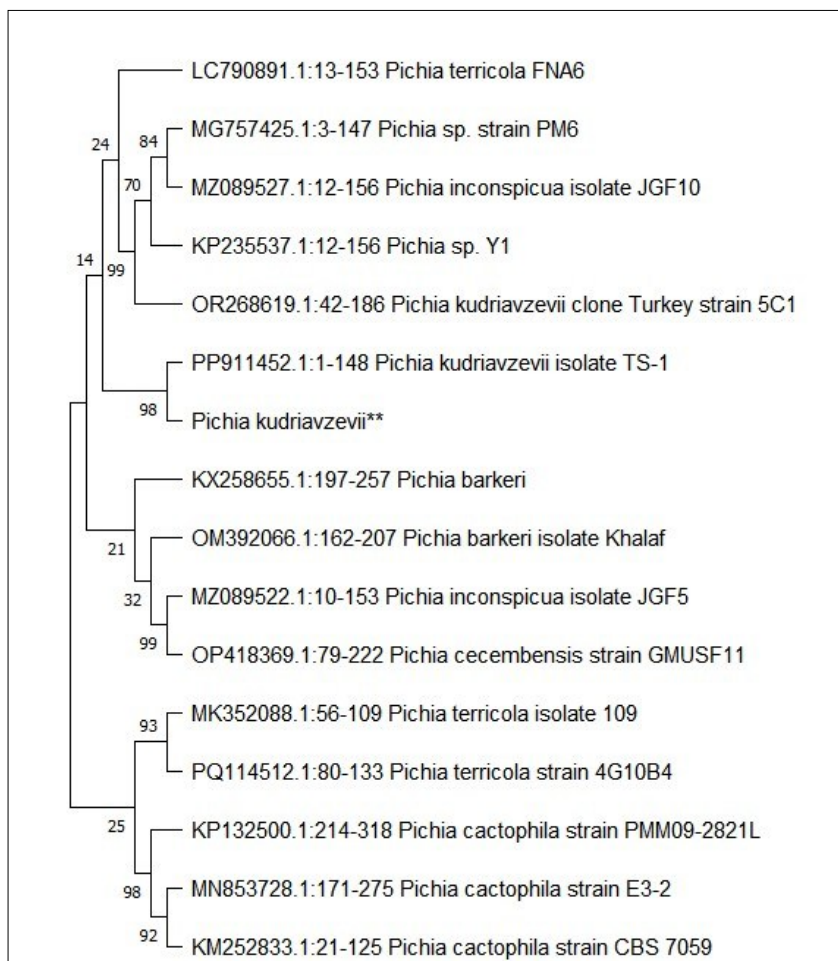 LC790891.1:13-153 Pichia terricola FNA6
MG757425.1:3-147 Pichia sp. strain PM6
84
24
MZ089527.1:12-156 Pichia inconspicua isolate JGF10
70
KP235537.1:12-156 Pichia sp. Y1
14
99
OR268619.1:42-186 Pichia kudriavzevii clone Turkey strain 5C1
PP911452.1:1-148 Pichia kudriavzevii isolate TS-1
98
Pichia kudriavzevii**
KX258655.1:197-257 Pichia barkeri
OM392066.1:162-207 Pichia barkeri isolate Khalaf
21
MZ089522.1:10-153 Pichia inconspicua isolate JGF5
32
99
OP418369.1:79-222 Pichia cecembensis strain GMUSF11
MK352088.1:56-109 Pichia terricola isolate 109
93
PQ114512.1:80-133 Pichia terricola strain 4G10B4
25
KP132500.1:214-318 Pichia cactophila strain PMM09-2821L
98
MN853728.1:171-275 Pichia cactophila strain E3-2
92
KM252833.1:21-125 Pichia cactophila strain CBS 7059